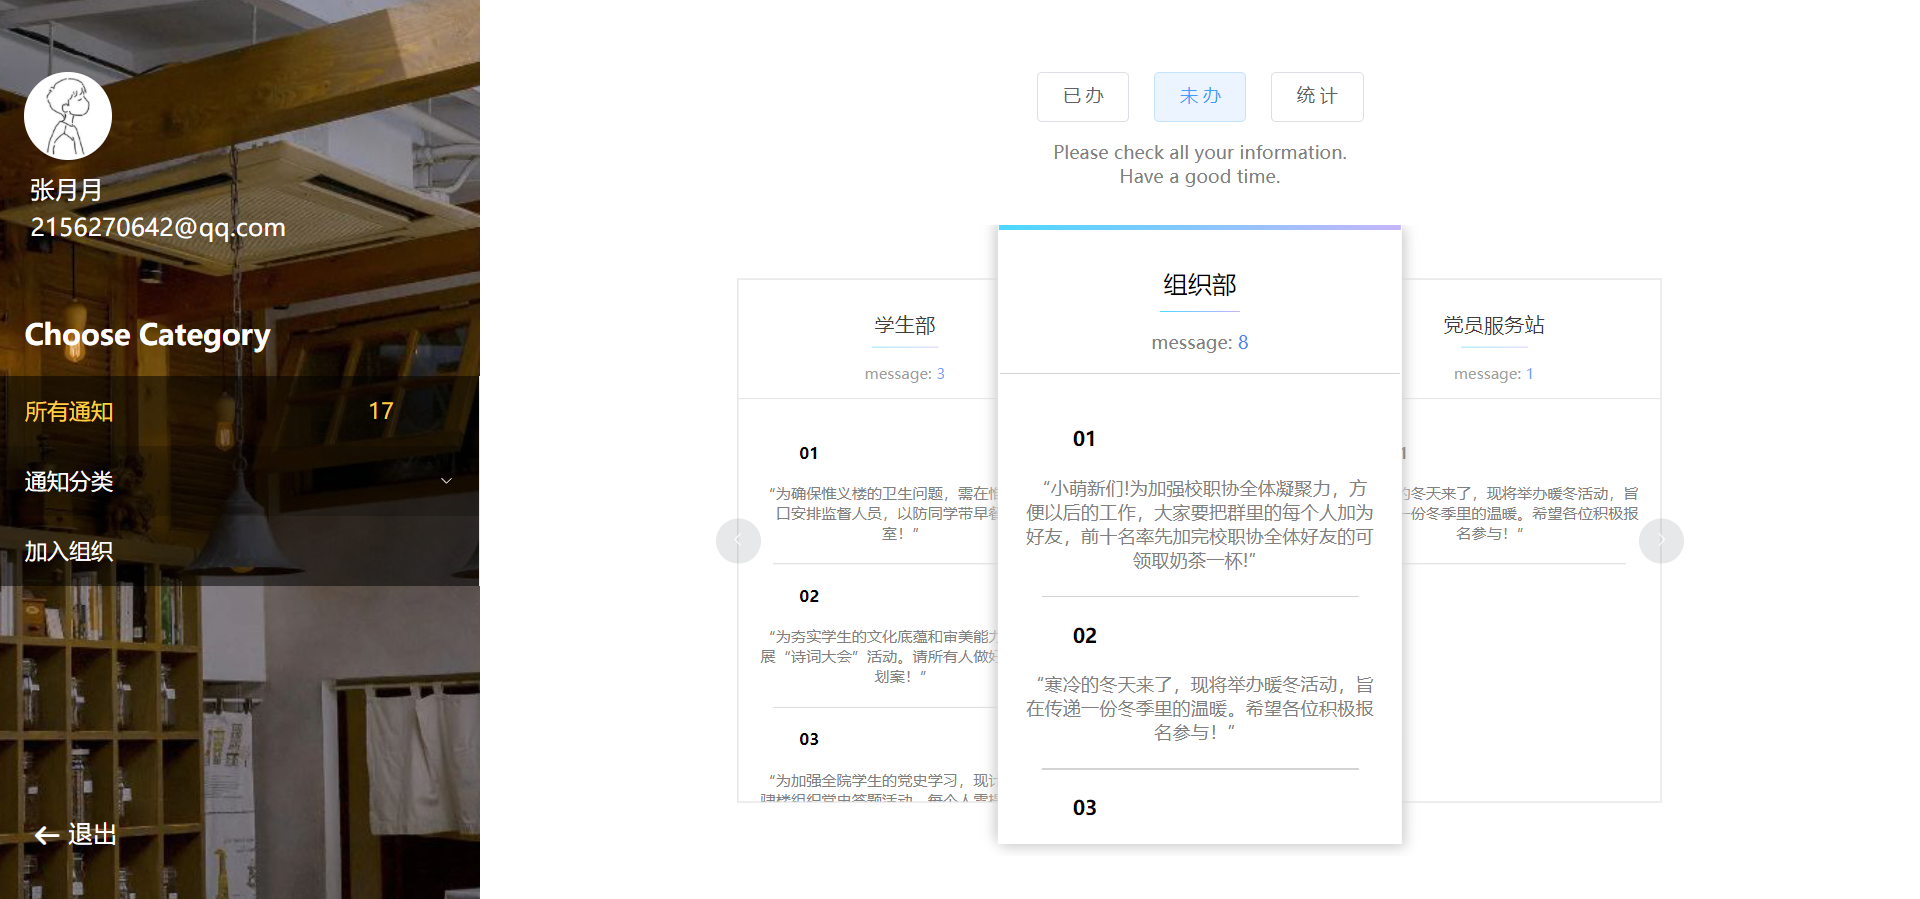 张月月
2156270642@qq.com
Choose Category
所有通知 17
通知分类
加入组织
退出
已办 未办 统计
Please check all your information.
Have a good time.
学生部
message: 3
01
“为确保惟义楼的卫生问题，需在
口安排监督人员，以防同学带早
室！”
02
“为夯实学生的文化底蕴和审美能
展“诗词大会”活动。请所有人做
划案！”
03
“为加强全院学生的党史学习，现
组织部
message: 8
01
“小萌新们!为加强校职协全体凝聚力，方
便以后的工作，大家要把群里的每个人加为
好友，前十名率先加完校职协全体好友的可
领取奶茶一杯!”
02
“寒冷的冬天来了，现将举办暖冬活动，旨
在传递一份冬季里的温暖。希望各位积极报
名参与！”
03
党员服务站
message: 1
冬天来了，现将举办暖冬活动，旨
一份冬季里的温暖。希望各位积极报
名参与！”